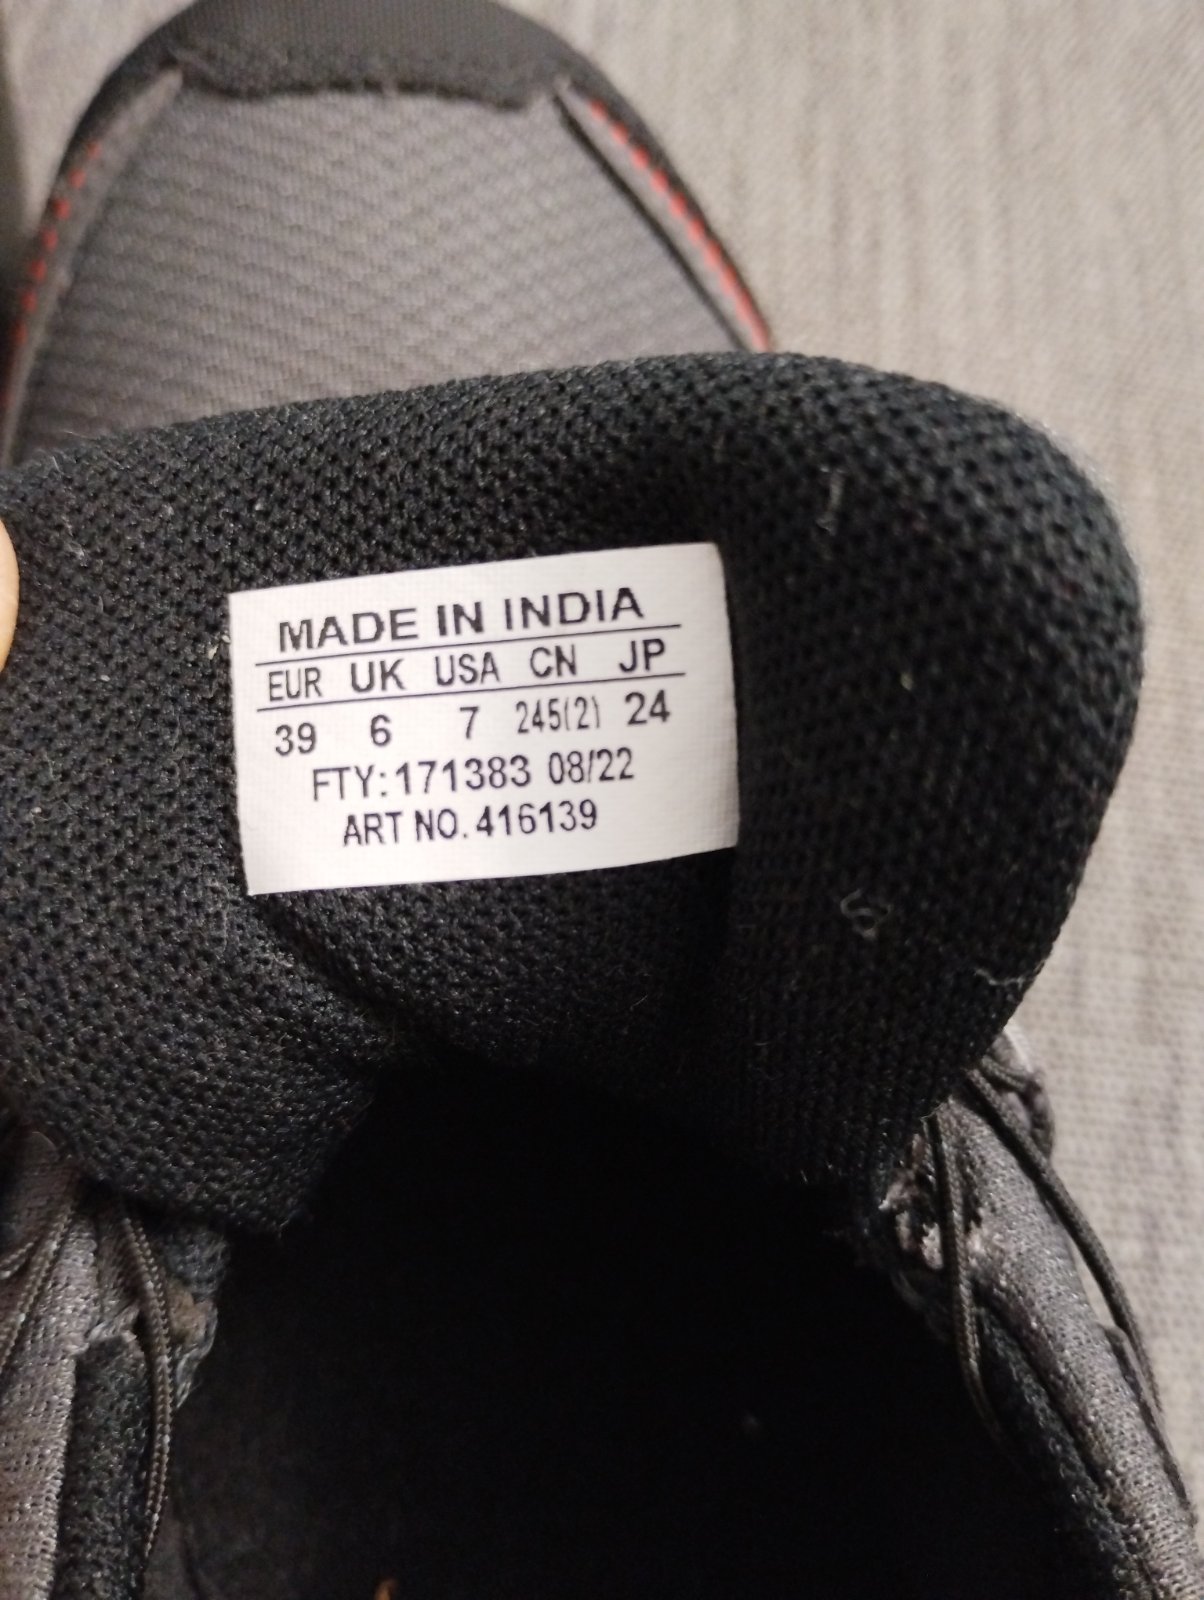 MADE IN INDIA
EUR UK USA CN JP
39 6 7 245(2) 24
FTY: 171383 08/22
ART NO. 416139